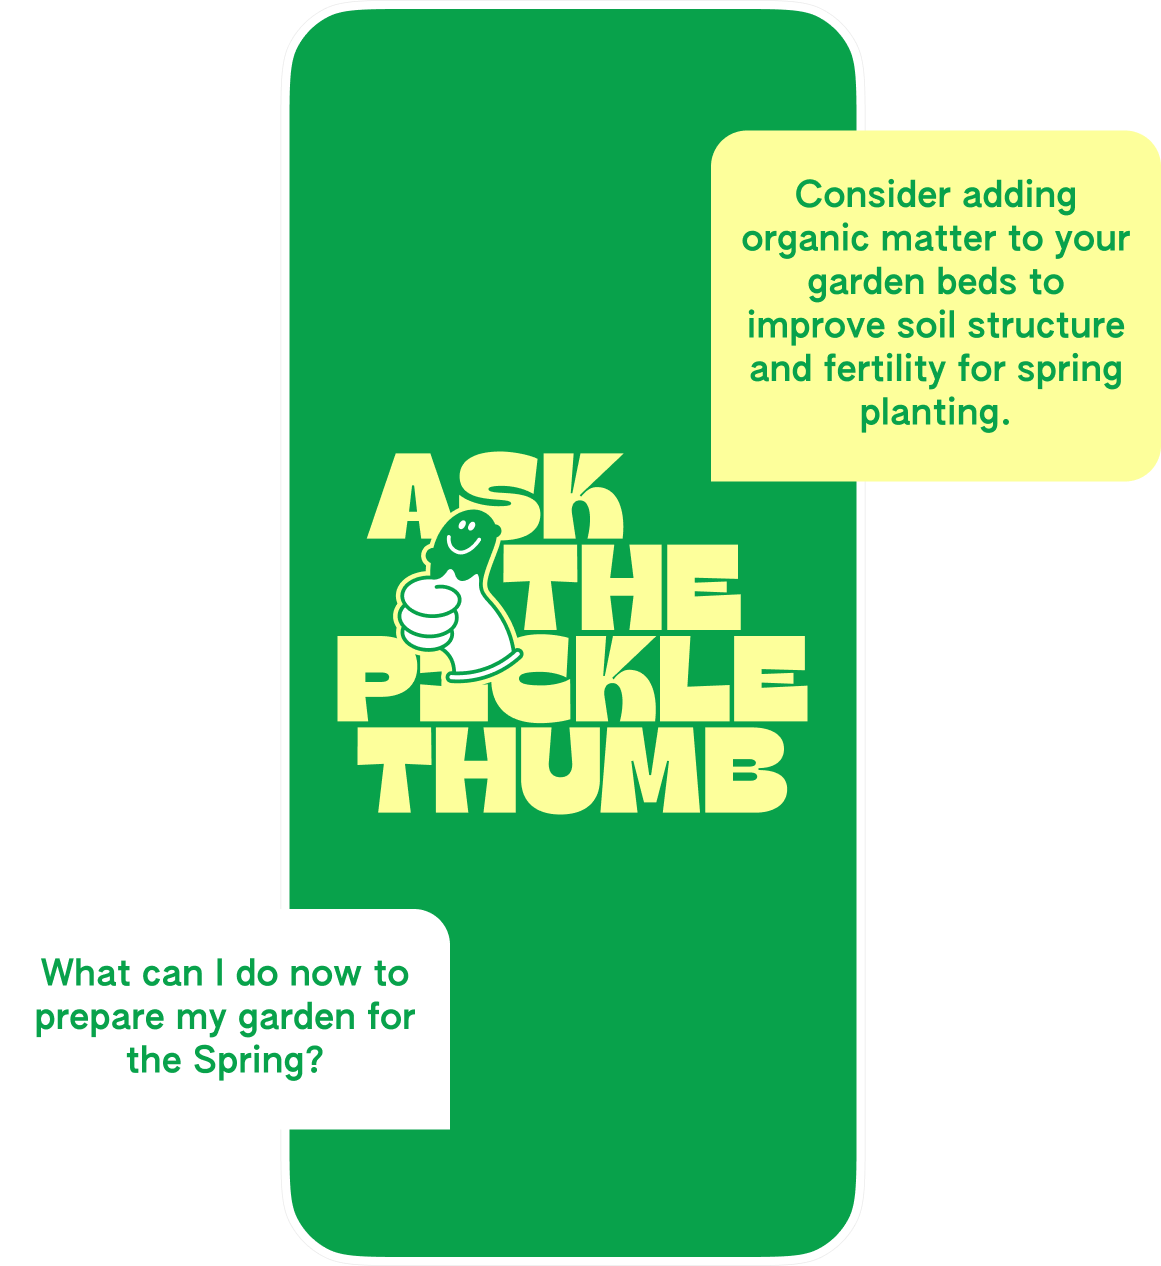 Consider adding
organic matter to your
garden beds to
improve soil structure
and fertility for spring
planting.
ASK
THE
PICKLE
THUMB
What can I do now to
prepare my garden for
the Spring?